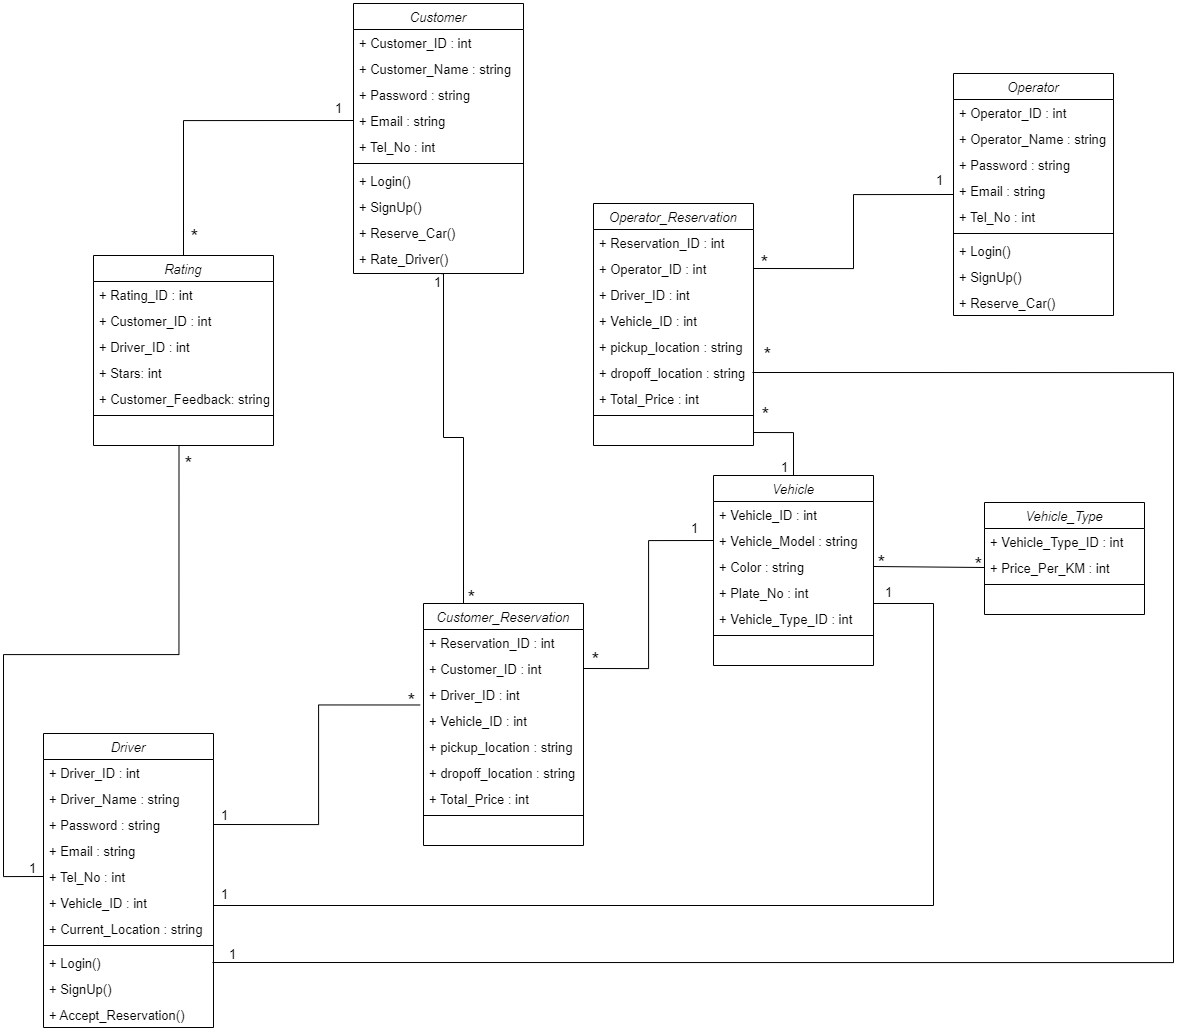 Customer
+ Customer_ID : int
+ Customer_Name : string
+ Password : string
+ Email : string
+ Tel_No : int
+ Login()
+ SignUp()
+ Reserve_Car()
+ Rate_Driver()
1
1
*
Operator
+ Operator_ID : int
+ Operator_Name : string
+ Password : string
+ Email : string
+ Tel_No : int
+ Login()
+ SignUp()
+ Reserve_Car()
1
*
Operator_Reservation
+ Reservation_ID : int
+ Operator_ID : int
+ Driver_ID : int
+ Vehicle_ID : int
+ pickup_location : string
+ dropoff_location : string
+ Total_Price : int
*
*
1
Rating
+ Rating_ID : int
+ Customer_ID : int
+ Driver_ID : int
+ Stars: int
+ Customer_Feedback: string
*
Vehicle
+ Vehicle_ID : int
+ Vehicle_Model : string
+ Color : string
+ Plate_No : int
+ Vehicle_Type_ID : int
1
*
*
1
Vehicle_Type
+ Vehicle_Type_ID : int
+ Price_Per_KM : int
*
Customer_Reservation
+ Reservation_ID : int
+ Customer_ID : int
+ Driver_ID : int
+ Vehicle_ID : int
+ pickup_location : string
+ dropoff_location : string
+ Total_Price : int
*
*
Driver
+ Driver_ID : int
+ Driver_Name : string
+ Password : string
+ Email : string
+ Tel_No : int
+ Vehicle_ID : int
+ Current_Location : string
+ Login()
+ SignUp()
+ Accept_Reservation()
1
1
1
1